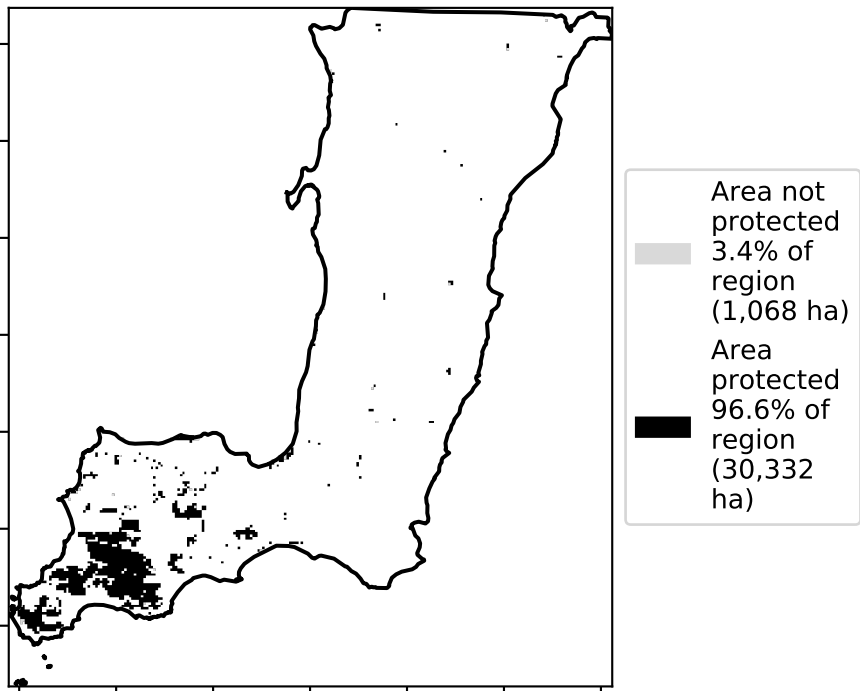 Area not
protected
3.4% of
region
(1,068 ha)
Area
protected
96.6% of
region
(30,332
ha)